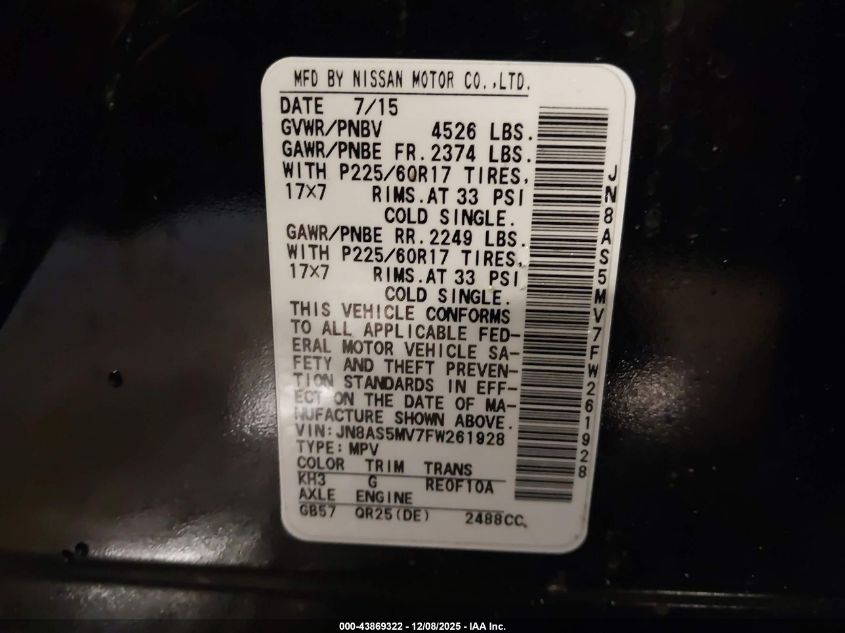 MFD BY NISSAN MOTOR CO.,LTD.
DATE 7/15
GVWR/PNBV 4526 LBS.
GAWR/PNBE FR. 2374 LBS.
WITH P225/60R17 TIRES,
17X7 RIMS. AT 33 PSI
COLD SINGLE.
GAWR/PNBE RR. 2249 LBS.
WITH P225/60R17 TIRES,
17X7 RIMS. AT 33 PSI
COLD SINGLE.
THIS VEHICLE CONFORMS
TO ALL APPLICABLE FED-
ERAL MOTOR VEHICLE SA-
FETY AND THEFT PREVEN-
TION STANDARDS IN EFF-
ECT ON THE DATE OF MA-
NUFACTURE SHOWN ABOVE.
VIN: JN8AS5MV7FW261928
TYPE: MPV
COLOR TRIM TRANS
KH3 G RE0F10A
AXLE ENGINE
GB57 QR25(DE) 2488CC
JN8AS5MV7FW261928
000-43869322 - 12/08/2025 - IAA Inc.